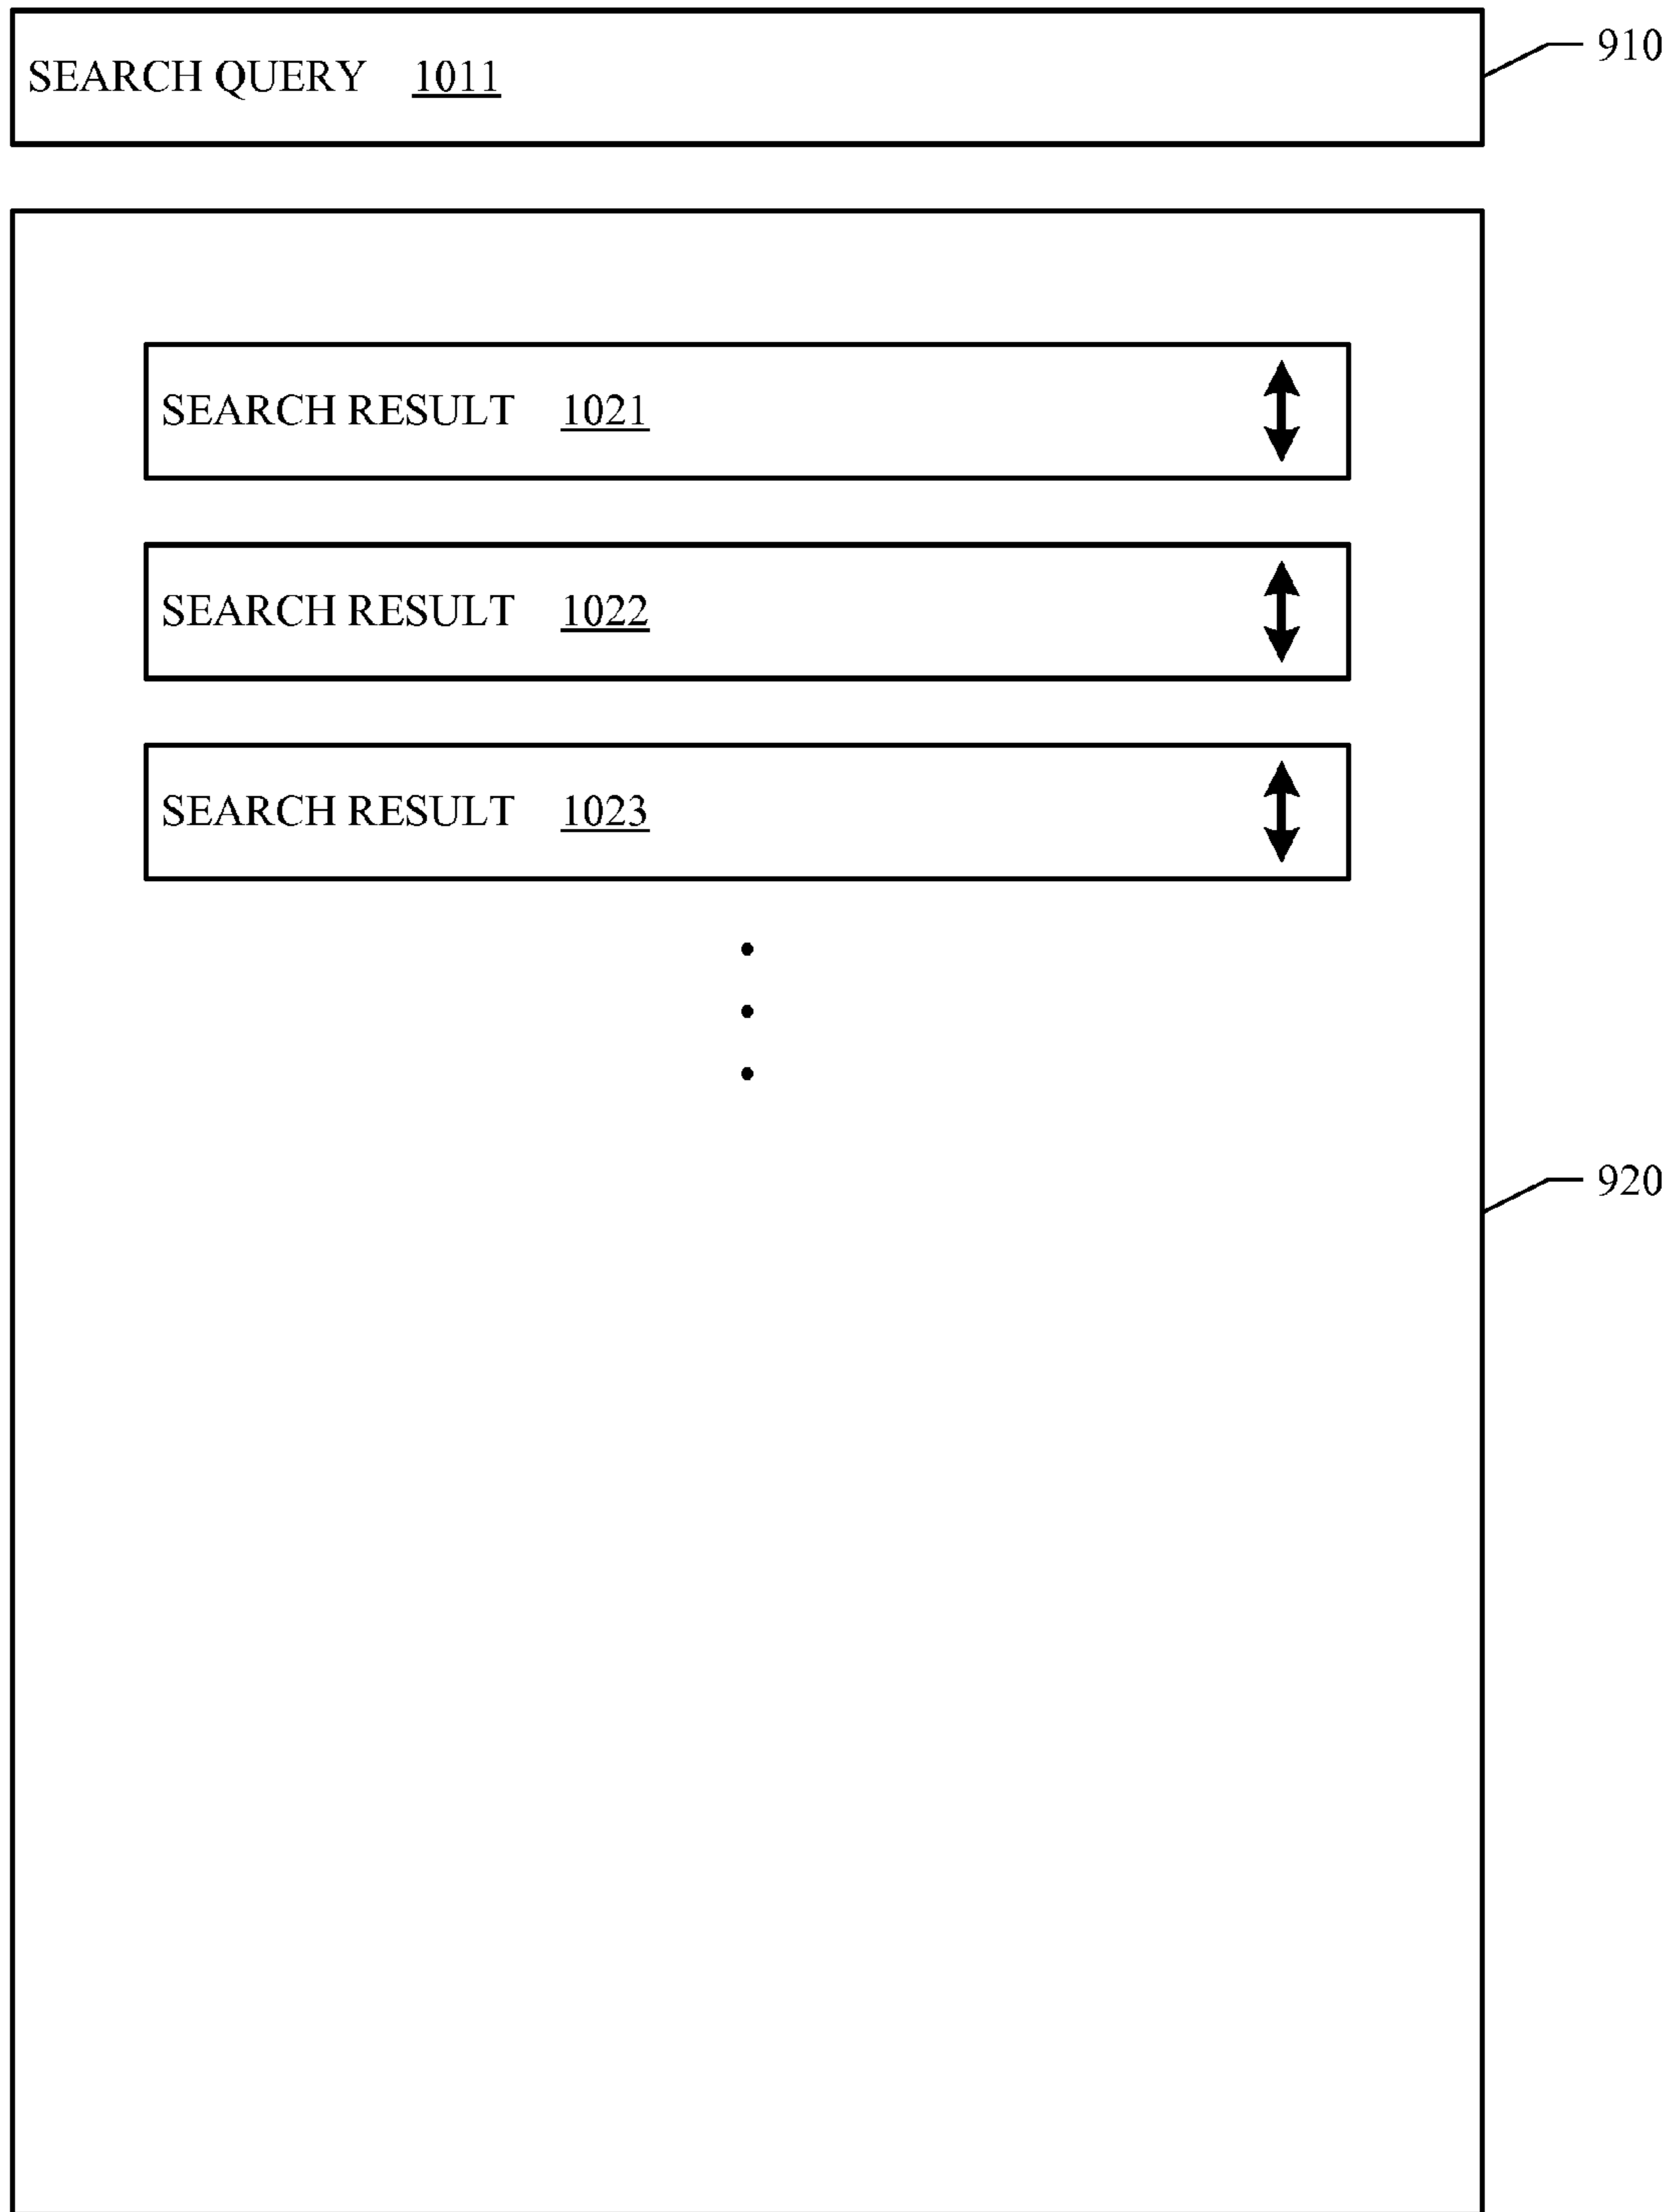 SEARCH QUERY 1011
910
SEARCH RESULT 1021
SEARCH RESULT 1022
SEARCH RESULT 1023
920